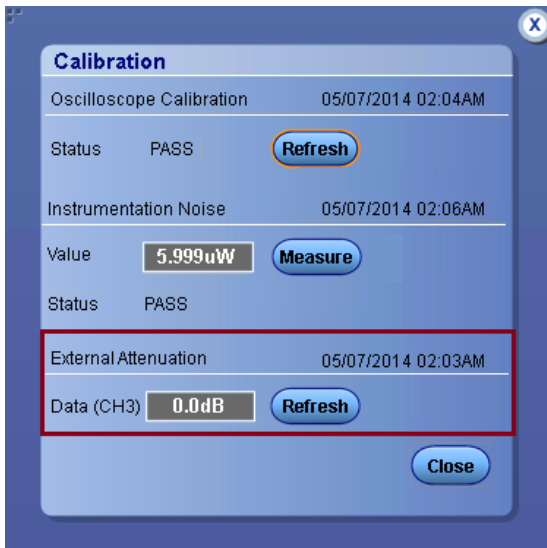 X
Calibration
Oscilloscope Calibration 05/07/2014 02:04AM
Status PASS Refresh
Instrumentation Noise 05/07/2014 02:06AM
Value 5.999uW Measure
Status PASS
External Attenuation 05/07/2014 02:03AM
Data (CH3) 0.0dB Refresh
Close